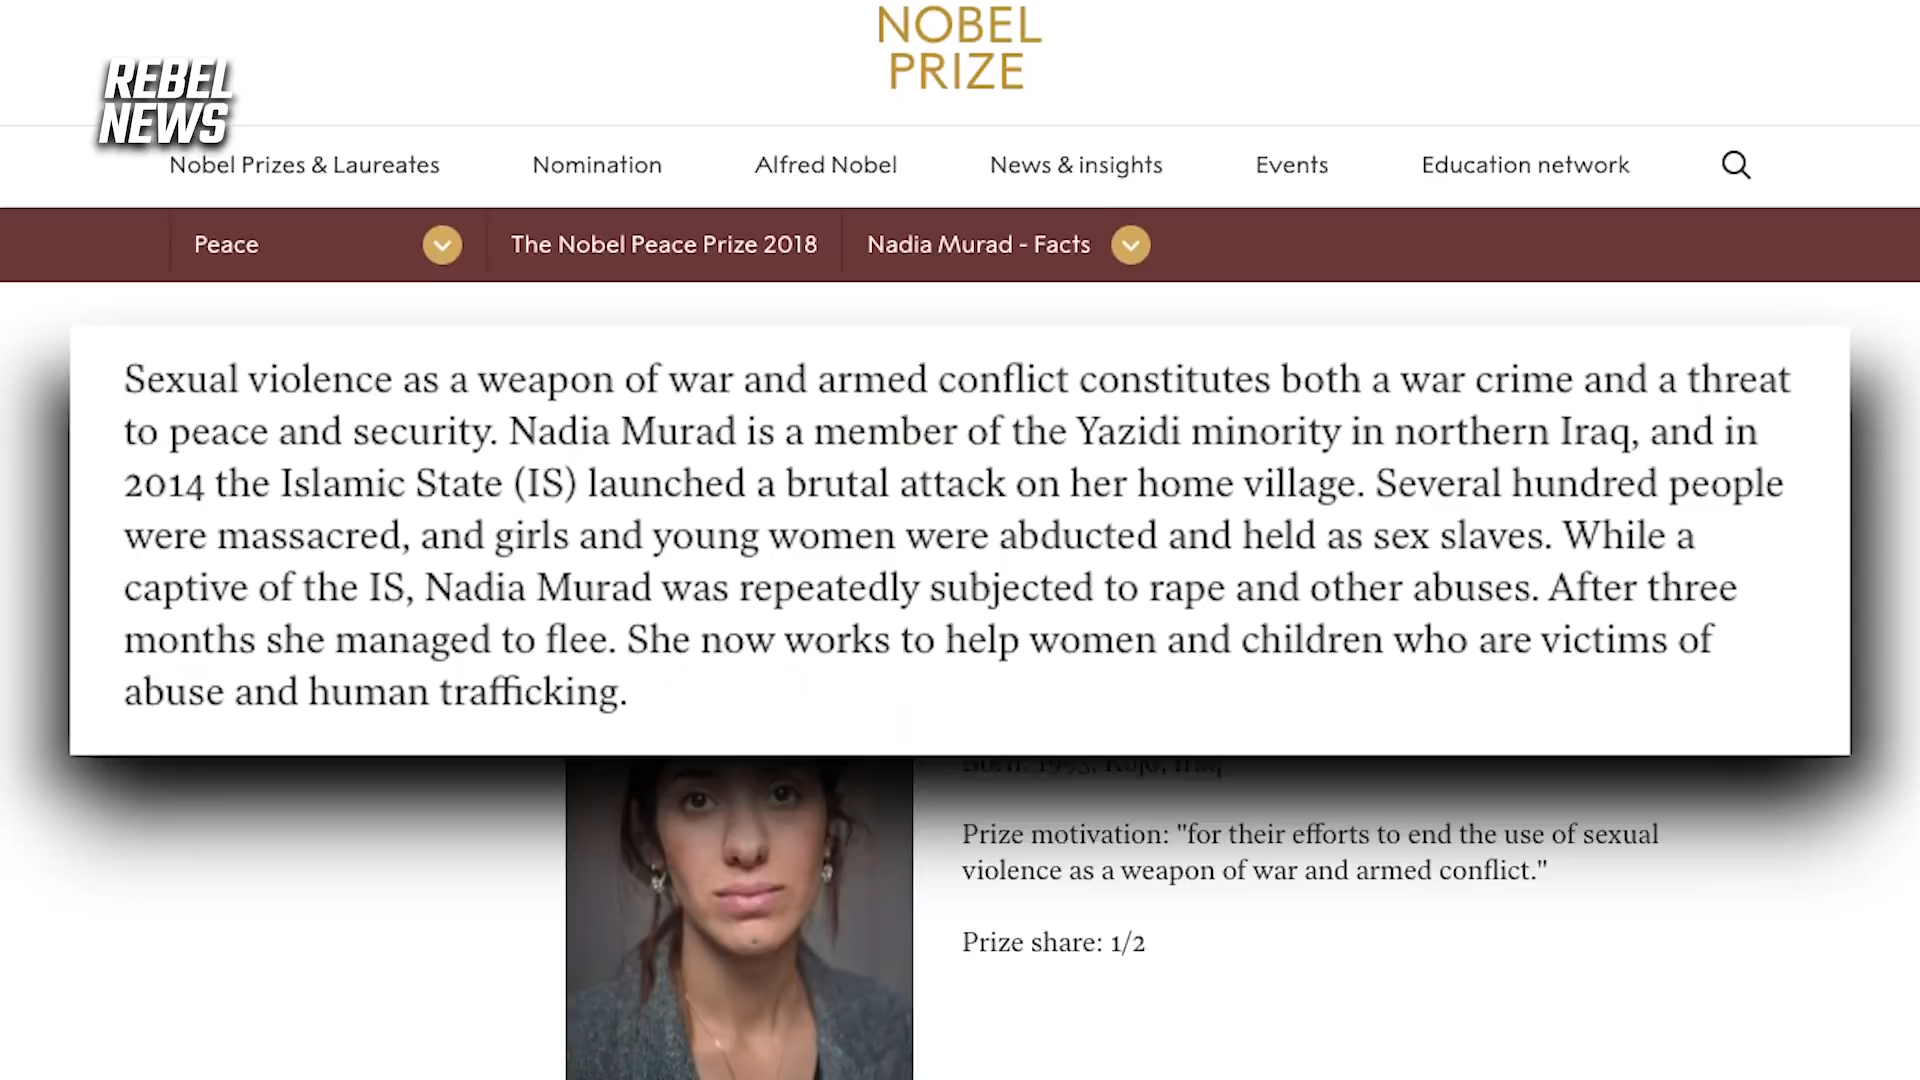 NOBEL
PRIZE
REBEL
NEWS
Nobel Prizes & Laureates
Nomination
Alfred Nobel
News & insights
Events
Education network
Peace
The Nobel Peace Prize 2018
Nadia Murad - Facts
Sexual violence as a weapon of war and armed conflict constitutes both a war crime and a threat
to peace and security. Nadia Murad is a member of the Yazidi minority in northern Iraq, and in
2014 the Islamic State (IS) launched a brutal attack on her home village. Several hundred people
were massacred, and girls and young women were abducted and held as sex slaves. While a
captive of the IS, Nadia Murad was repeatedly subjected to rape and other abuses. After three
months she managed to flee. She now works to help women and children who are victims of
abuse and human trafficking.
Prize motivation: "for their efforts to end the use of sexual
violence as a weapon of war and armed conflict."
Prize share: 1/2